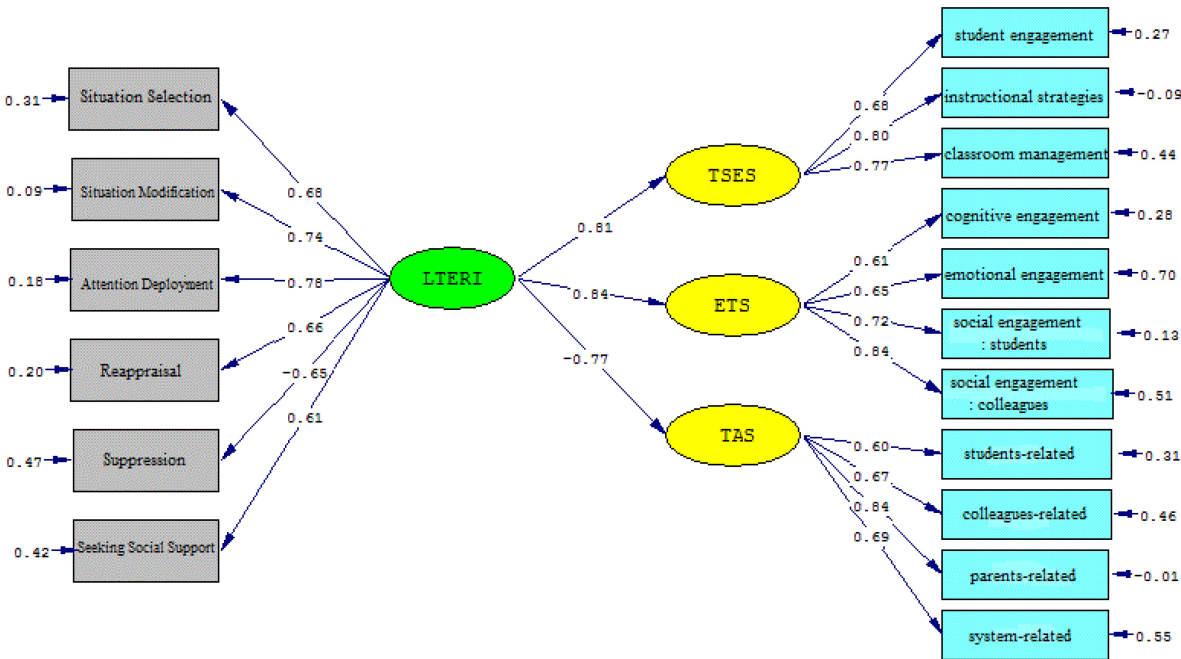 0.31
Situation Selection
0.09
Situation Modification
0.18
Attention Deployment
0.20
Reappraisal
0.47
Suppression
0.42
Seeking Social Support
0.68
0.74
0.78
0.66
-0.65
0.61
LTERI
0.81
0.84
-0.77
TSES
ETS
TAS
0.68
0.80
0.77
0.61
0.65
0.72
0.84
0.60
0.67
0.84
0.69
student engagement
0.27
instructional strategies
-0.09
classroom management
0.44
cognitive engagement
0.28
emotional engagement
0.70
social engagement
: students
0.13
social engagement
: colleagues
0.51
students-related
0.31
colleagues-related
0.46
parents-related
-0.01
system-related
0.55